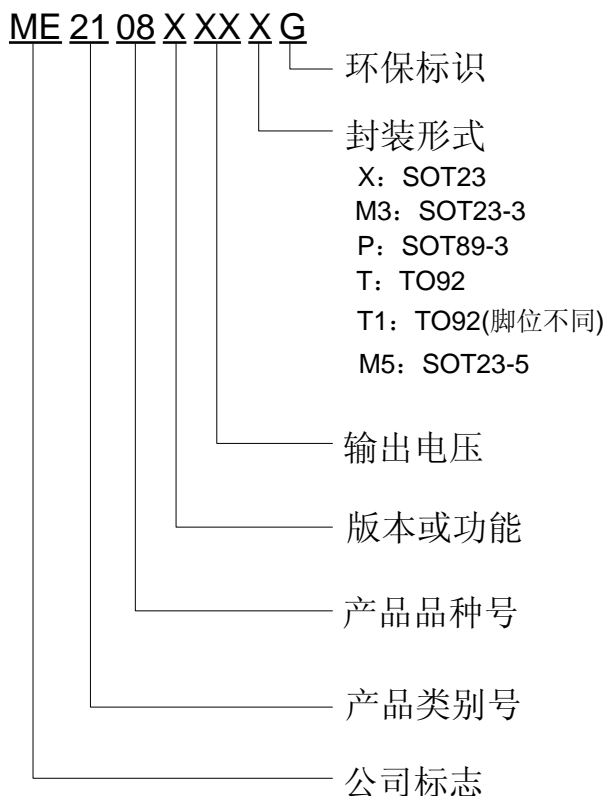 ME 21 08 X XX X G
环保标识
封装形式
X：SOT23
M3：SOT23-3
P：SOT89-3
T：TO92
T1：TO92(脚位不同)
M5：SOT23-5
输出电压
版本或功能
产品品种号
产品类别号
公司标志